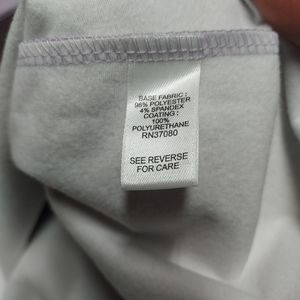 BASE FABRIC :
96% POLYESTER
4% SPANDEX
COATING :
100%
POLYURETHANE
RN37080
SEE REVERSE
FOR CARE